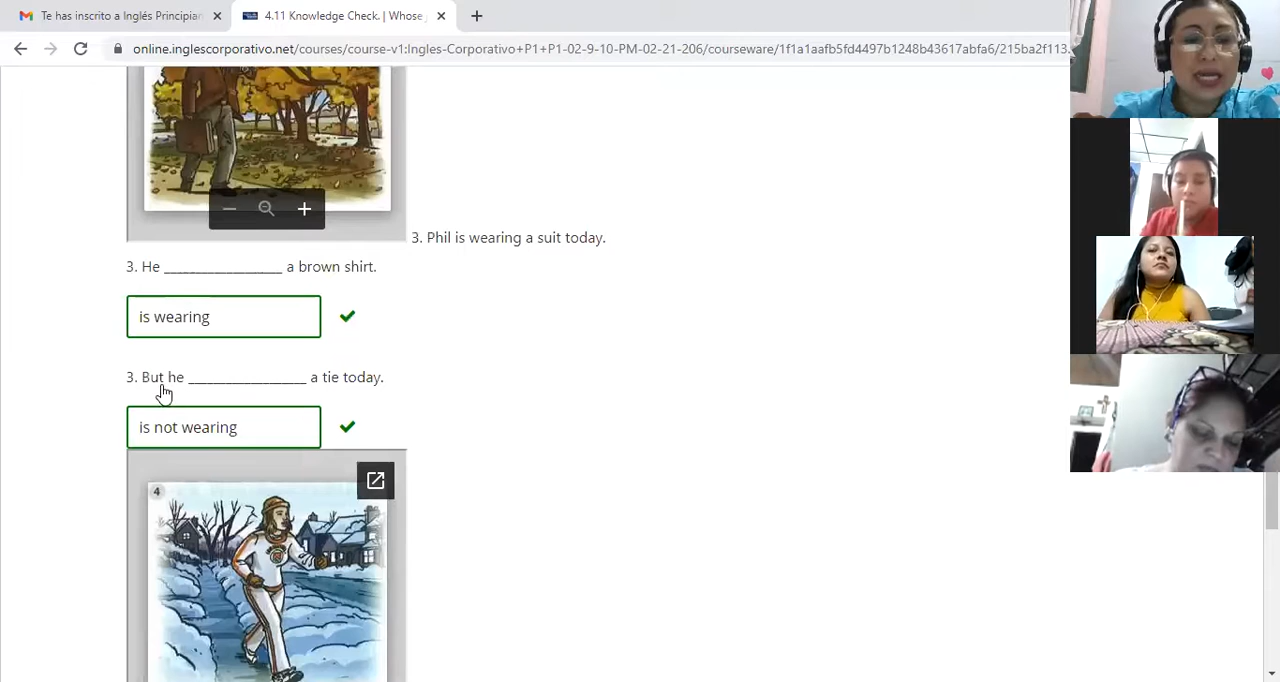 Te has inscrito a Inglés Principian
4.11 Knowledge Check. | Whose
online.inglescorporativo.net/courses/course-v1:Ingles-Corporativo+P1+P1-02-9-10-PM-02-21-206/courseware/1f1a1aafb5fd4497b1248b43617abfa6/215ba2f113
3. Phil is wearing a suit today.
3. He ________________ a brown shirt.
is wearing
3. But he ________________ a tie today.
is not wearing
4